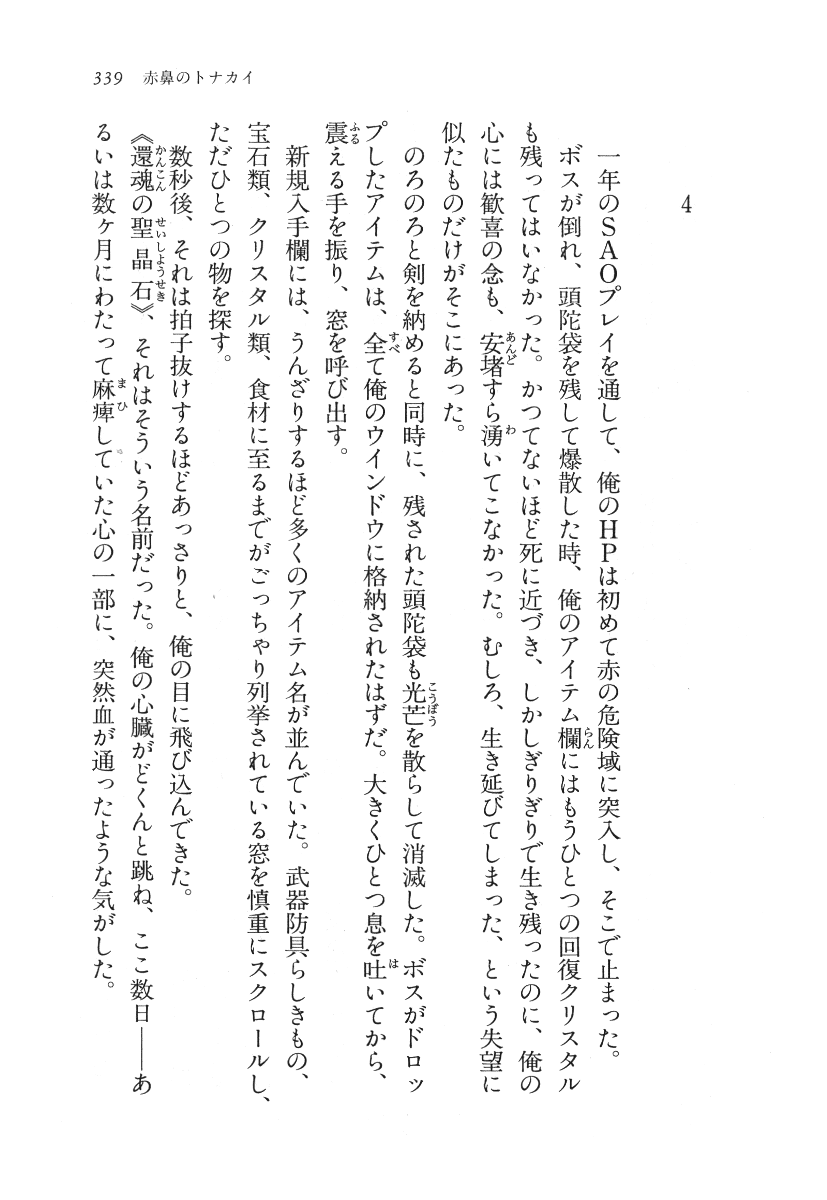 339 赤鼻のトナカイ
4
一年のSAOプレイを通して、俺のHPは初めて赤の危険域に突入し、そこで止まった。
ボスが倒れ、頭陀袋を残して爆散した時、俺のアイテム欄にはもうひとつの回復クリスタル
も残ってはいなかった。かつてないほど死に近づき、しかしぎりぎりで生き残ったのに、俺の
心には歓喜の念も、安堵すら湧いてこなかった。むしろ、生き延びてしまった、という失望に
似たものだけがそこにあった。
のろのろと剣を納めると同時に、残された頭陀袋も光芒を散らして消滅した。ボスがドロッ
プしたアイテムは、全て俺のウインドウに格納されたはずだ。大きくひとつ息を吐いてから、
震える手を振り、窓を呼び出す。
新規入手欄には、うんざりするほど多くのアイテム名が並んでいた。武器防具らしきもの、
宝石類、クリスタル類、食材に至るまでがごっちゃり列挙されている窓を慎重にスクロールし、
ただひとつの物を探す。
数秒後、それは拍子抜けするほどあっさりと、俺の目に飛び込んできた。
《還魂の聖晶石》、それはそういう名前だった。俺の心臓がどくんと跳ね、ここ数日――あ
るいは数ヶ月にわたって麻痺していた心の一部に、突然血が通ったような気がした。